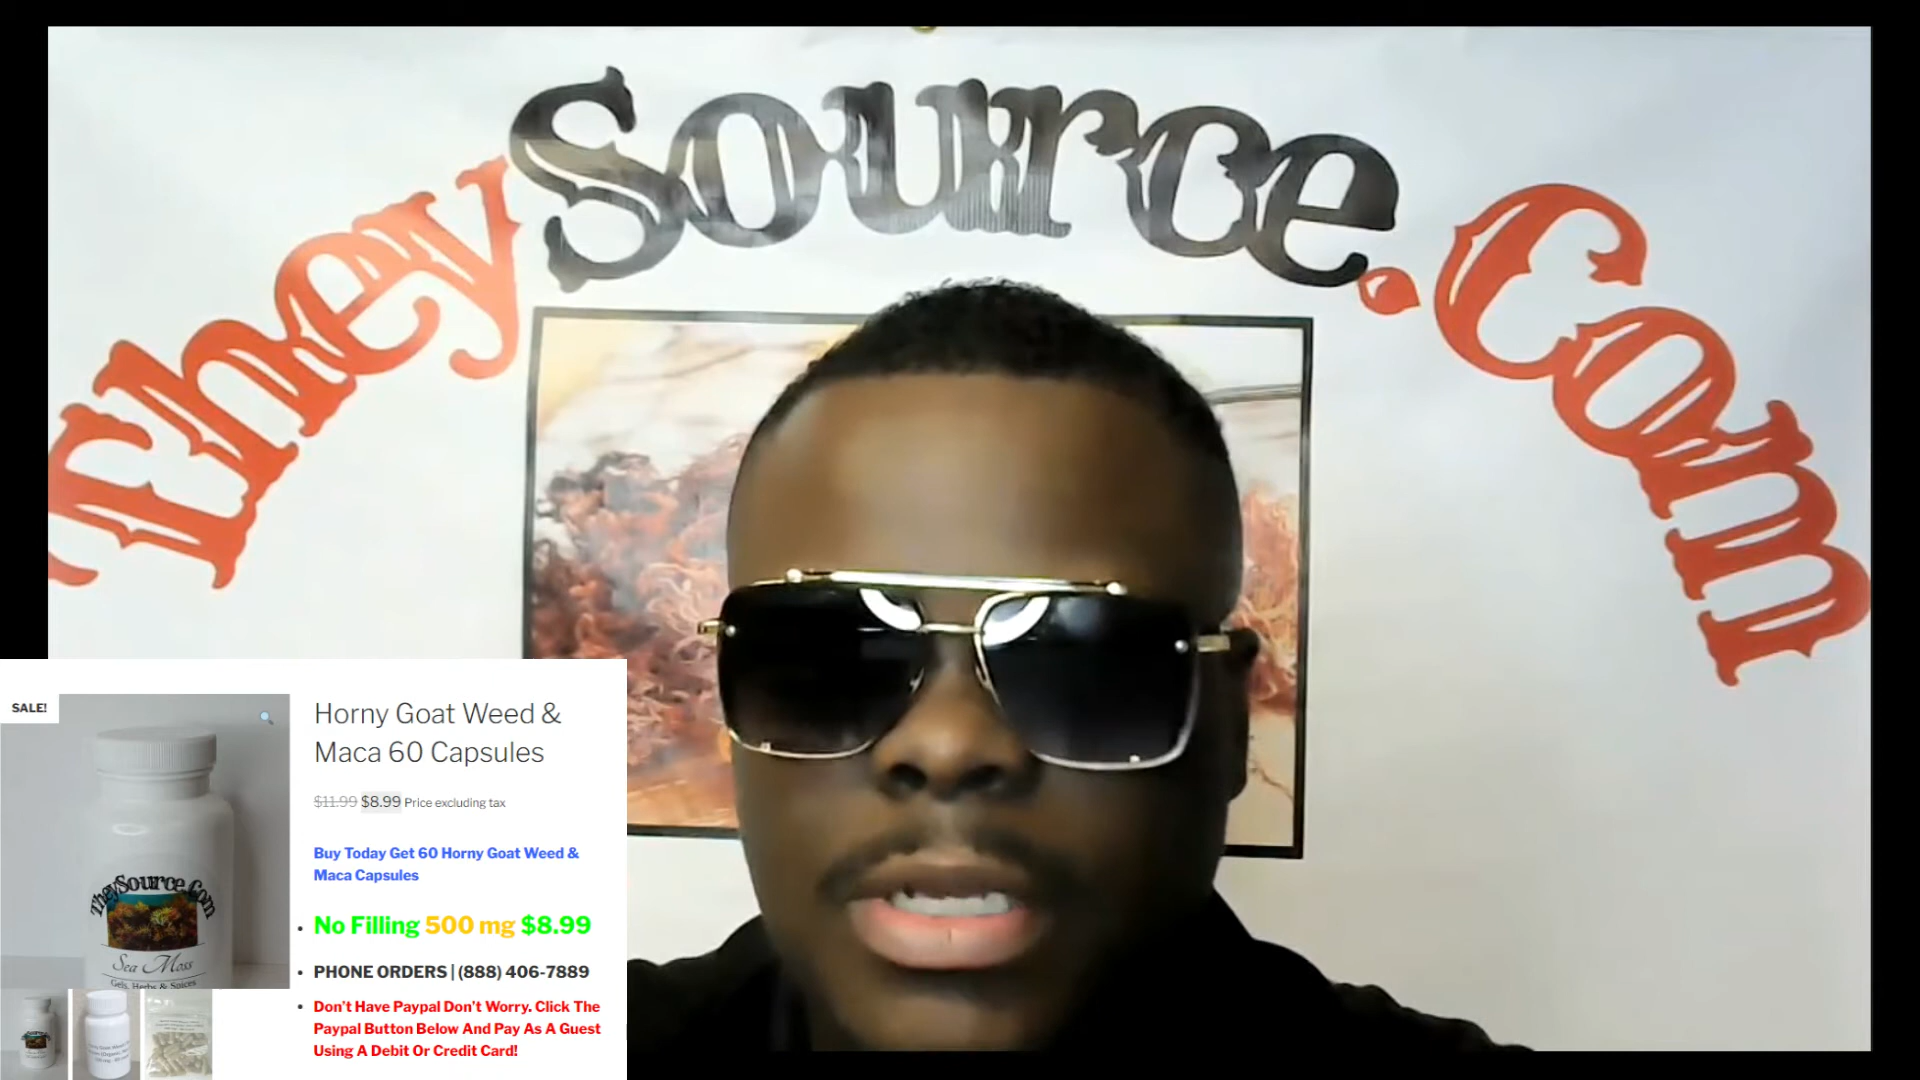 TheySource.Com
SALE!
Horny Goat Weed &
Maca 60 Capsules
$11.99 $8.99 Price excluding tax
Buy Today Get 60 Horny Goat Weed &
Maca Capsules
No Filling 500 mg $8.99
PHONE ORDERS | (888) 406-7889
Don't Have Paypal Don't Worry. Click The
Paypal Button Below And Pay As A Guest
Using A Debit Or Credit Card!
TheySource.Com
Sea Moss
Gels, Herbs & Spices